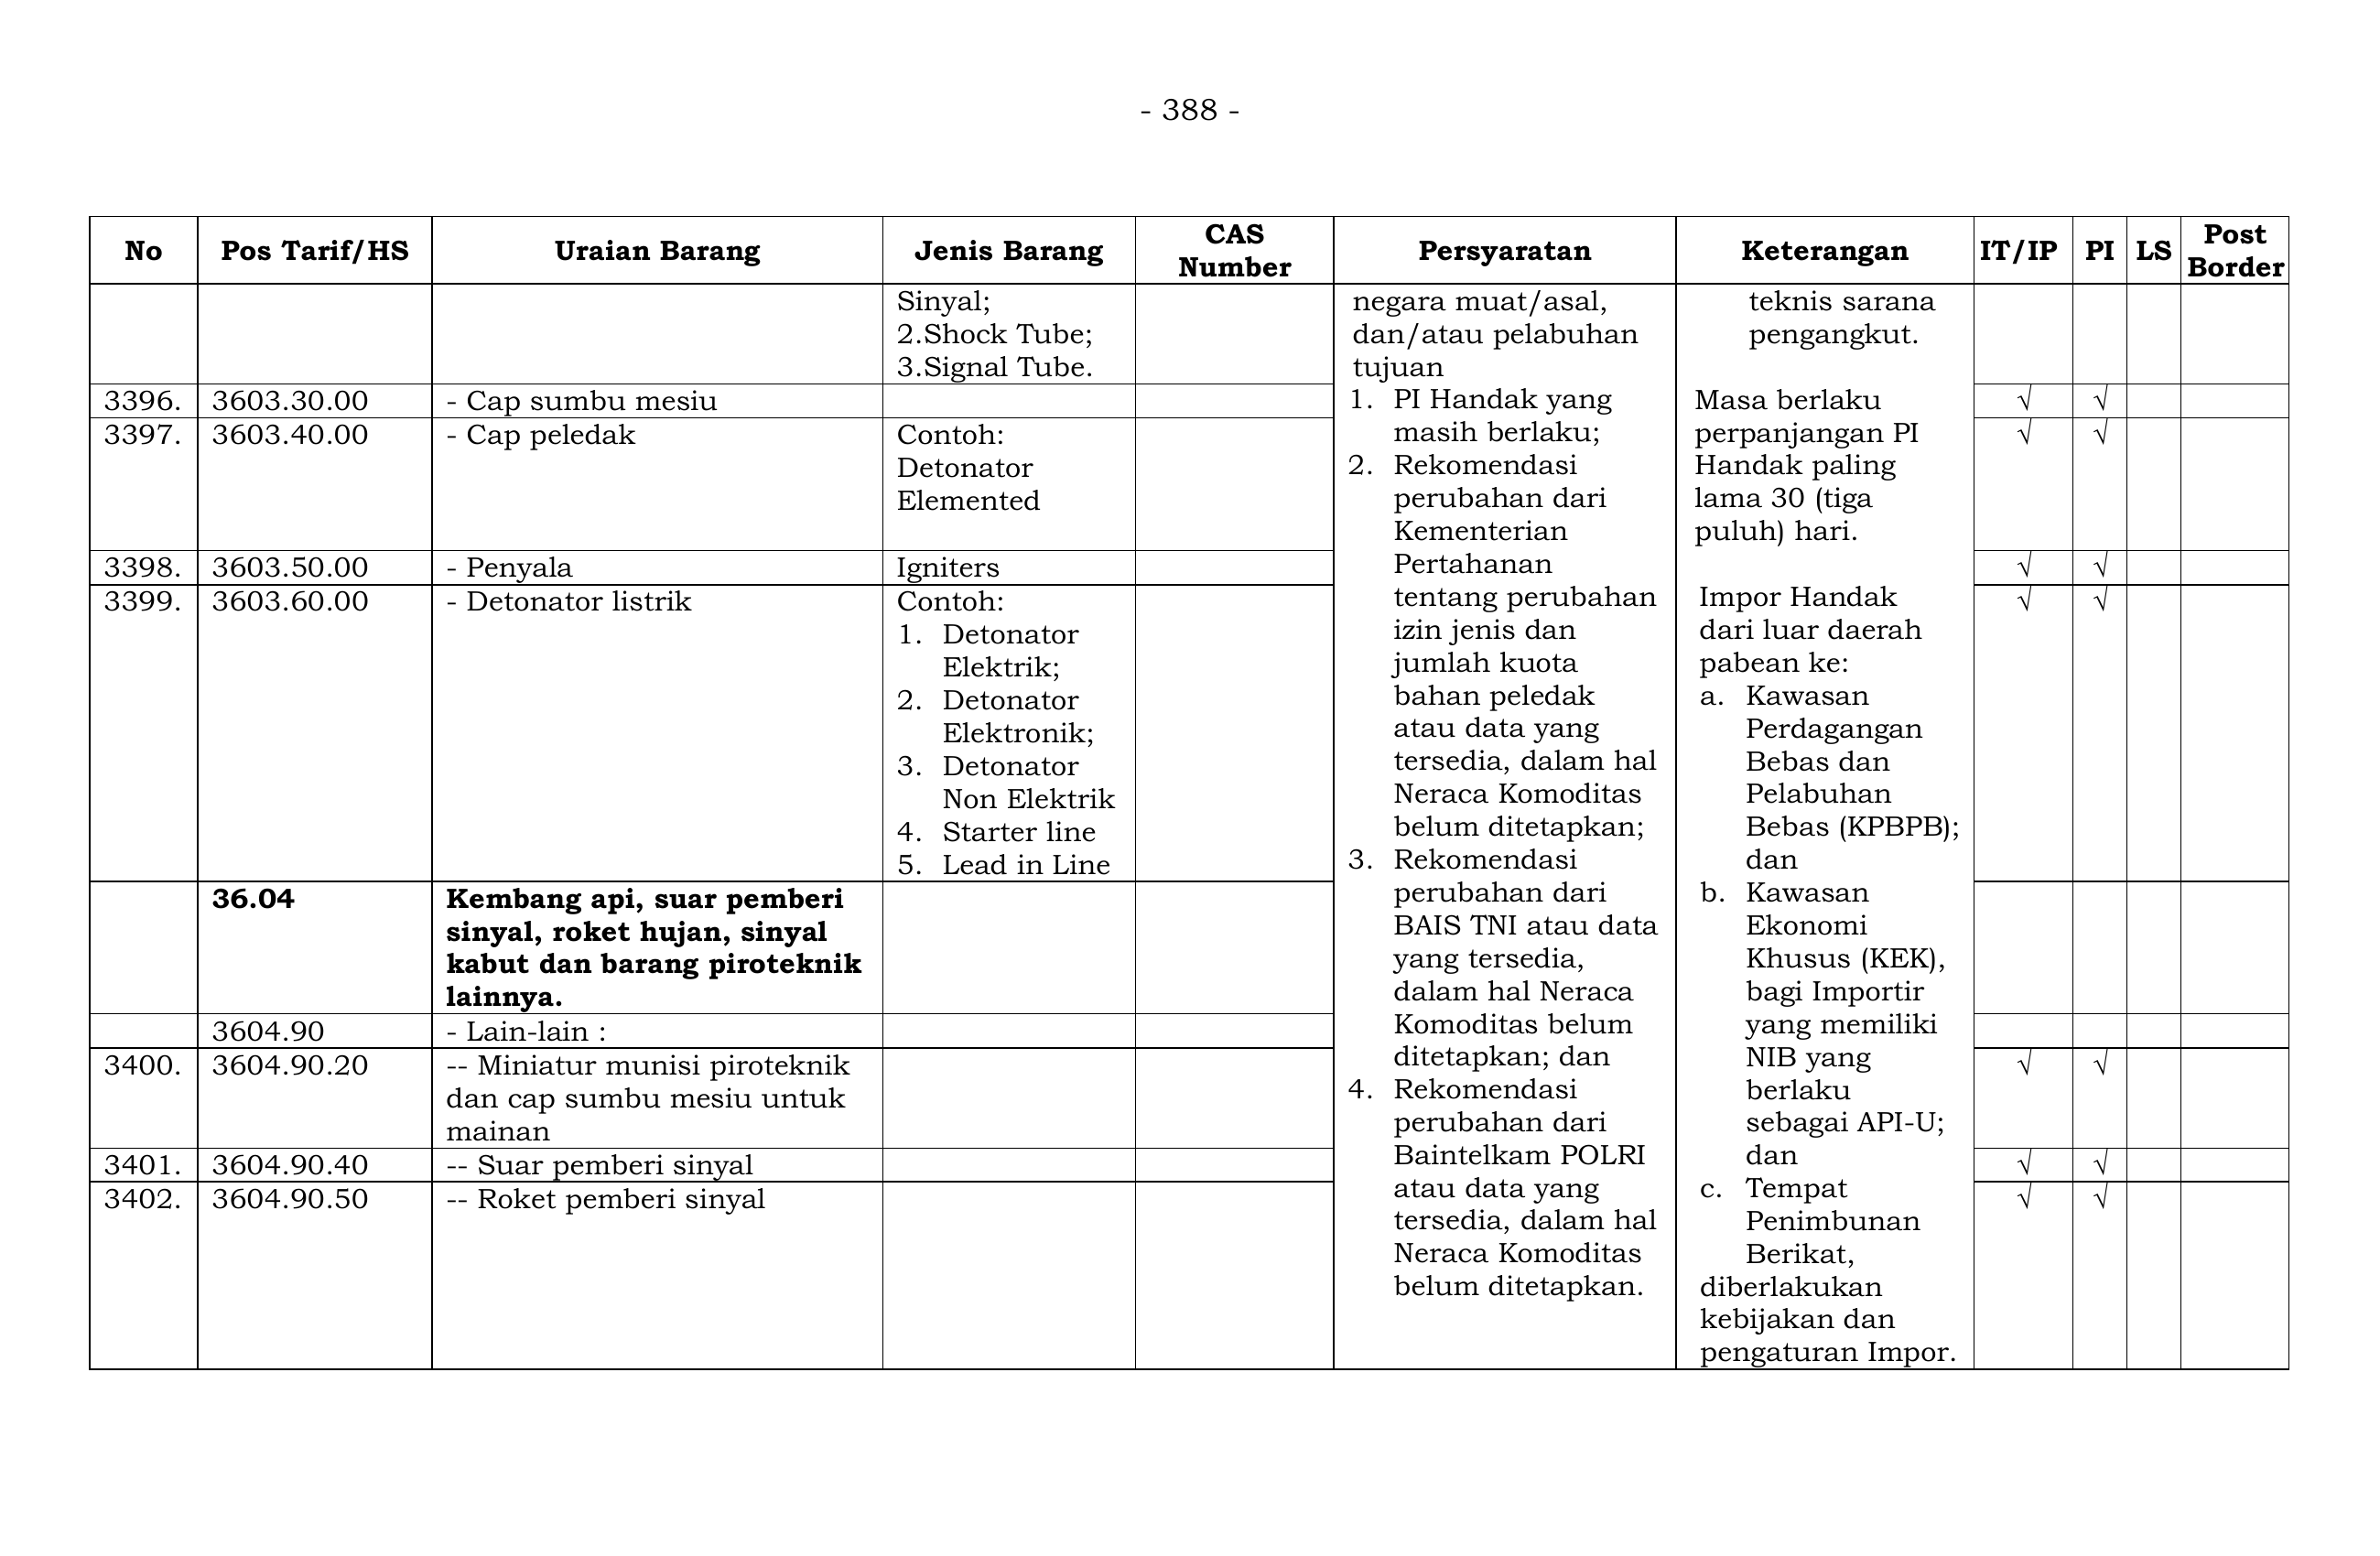 - 388 -
No Pos Tarif/HS Uraian Barang Jenis Barang CAS Number Persyaratan Keterangan IT/IP PI LS Post Border
Sinyal;
2.Shock Tube;
3.Signal Tube.
3396. 3603.30.00 - Cap sumbu mesiu √ √
3397. 3603.40.00 - Cap peledak Contoh: √ √
Detonator
Elemented
3398. 3603.50.00 - Penyala Igniters √ √
3399. 3603.60.00 - Detonator listrik Contoh: √ √
1. Detonator
Elektrik;
2. Detonator
Elektronik;
3. Detonator
Non Elektrik
4. Starter line
5. Lead in Line
36.04 Kembang api, suar pemberi
sinyal, roket hujan, sinyal
kabut dan barang piroteknik
lainnya.
3604.90 - Lain-lain :
3400. 3604.90.20 -- Miniatur munisi piroteknik √ √
dan cap sumbu mesiu untuk
mainan
3401. 3604.90.40 -- Suar pemberi sinyal √ √
3402. 3604.90.50 -- Roket pemberi sinyal √ √
negara muat/asal,
dan/atau pelabuhan
tujuan
1. PI Handak yang
masih berlaku;
2. Rekomendasi
perubahan dari
Kementerian
Pertahanan
tentang perubahan
izin jenis dan
jumlah kuota
bahan peledak
atau data yang
tersedia, dalam hal
Neraca Komoditas
belum ditetapkan;
3. Rekomendasi
perubahan dari
BAIS TNI atau data
yang tersedia,
dalam hal Neraca
Komoditas belum
ditetapkan; dan
4. Rekomendasi
perubahan dari
Baintelkam POLRI
atau data yang
tersedia, dalam hal
Neraca Komoditas
belum ditetapkan.
teknis sarana
pengangkut.
Masa berlaku
perpanjangan PI
Handak paling
lama 30 (tiga
puluh) hari.
Impor Handak
dari luar daerah
pabean ke:
a. Kawasan
Perdagangan
Bebas dan
Pelabuhan
Bebas (KPBPB);
dan
b. Kawasan
Ekonomi
Khusus (KEK),
bagi Importir
yang memiliki
NIB yang
berlaku
sebagai API-U;
dan
c. Tempat
Penimbunan
Berikat,
diberlakukan
kebijakan dan
pengaturan Impor.